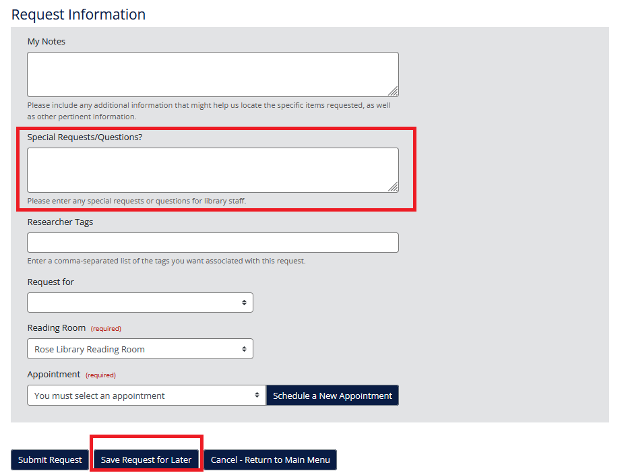 Request Information
My Notes
Please include any additional information that might help us locate the specific items requested, as well
as other pertinent information.
Special Requests/Questions?
Please enter any special requests or questions for library staff.
Researcher Tags
Enter a comma-separated list of the tags you want associated with this request.
Request for
Reading Room (required)
Rose Library Reading Room
Appointment (required)
You must select an appointment Schedule a New Appointment
Submit Request Save Request for Later Cancel - Return to Main Menu